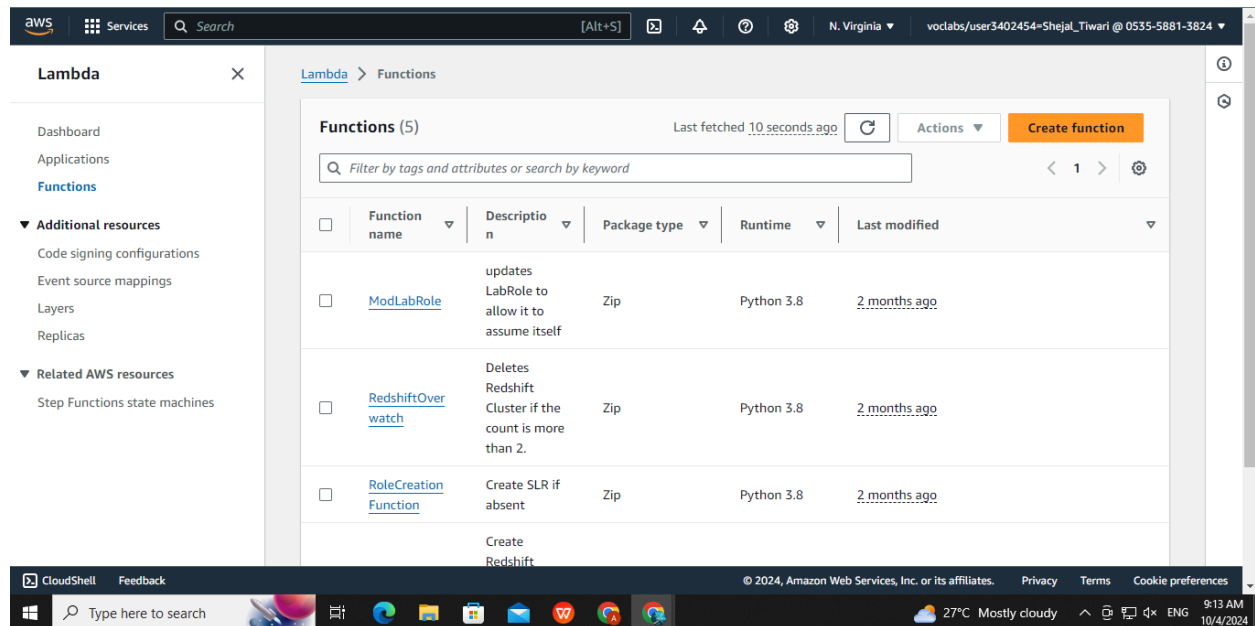 aws
Services
Search
[Alt+S]
N. Virginia
voclabs/user3402454=Shejal_Tiwari @ 0535-5881-3824
Lambda
Dashboard
Applications
Functions
Additional resources
Code signing configurations
Event source mappings
Layers
Replicas
Related AWS resources
Step Functions state machines
Lambda > Functions
Functions (5)
Last fetched 10 seconds ago
Actions
Create function
Filter by tags and attributes or search by keyword
1
Function
name
Descriptio
n
Package type
Runtime
Last modified
ModLabRole
updates
LabRole to
allow it to
assume itself
Zip
Python 3.8
2 months ago
RedshiftOver
watch
Deletes
Redshift
Cluster if the
count is more
than 2.
Zip
Python 3.8
2 months ago
RoleCreation
Function
Create SLR if
absent
Zip
Python 3.8
2 months ago
Create
Redshift
CloudShell
Feedback
© 2024, Amazon Web Services, Inc. or its affiliates.
Privacy
Terms
Cookie preferences
Type here to search
27°C Mostly cloudy
ENG
9:13 AM
10/4/2024